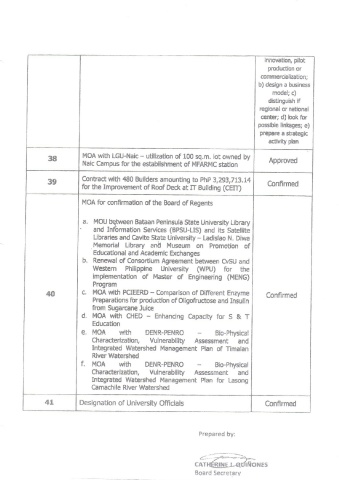 innovation, pilot
production or
commercialization;
b) design a business
model; c)
distinguish if
regional or national
center; d) look for
possible linkages; e)
prepare a strategic
activity plan
38
MOA with LGU-Naic – utilization of 100 sq.m. lot owned by
Naic Campus for the establishment of MFARMC station
Approved
39
Contract with 480 Builders amounting to PhP 3,293,713.14
for the Improvement of Roof Deck at IT Building (CEIT)
Confirmed
40
MOA for confirmation of the Board of Regents
a. MOU between Bataan Peninsula State University Library
and Information Services (BPSU-LIS) and its Satellite
Libraries and Cavite State University – Ladislao N. Diwa
Memorial Library and Museum on Promotion of
Educational and Academic Exchanges
b. Renewal of Consortium Agreement between CvSU and
Western Philippine University (WPU) for the
implementation of Master of Engineering (MENG)
Program
c. MOA with PCIEERD – Comparison of Different Enzyme
Preparations for production of Oligofructose and Insulin
from Sugarcane Juice
d. MOA with CHED – Enhancing Capacity for S & T
Education
e. MOA with DENR-PENRO – Bio-Physical
Characterization, Vulnerability Assessment and
Integrated Watershed Management Plan of Timalan
River Watershed
f. MOA with DENR-PENRO – Bio-Physical
Characterization, Vulnerability Assessment and
Integrated Watershed Management Plan for Lasong
Camachile River Watershed
Confirmed
41
Designation of University Officials
Confirmed
Prepared by:
CATHERINE L. QUIÑONES
Board Secretary